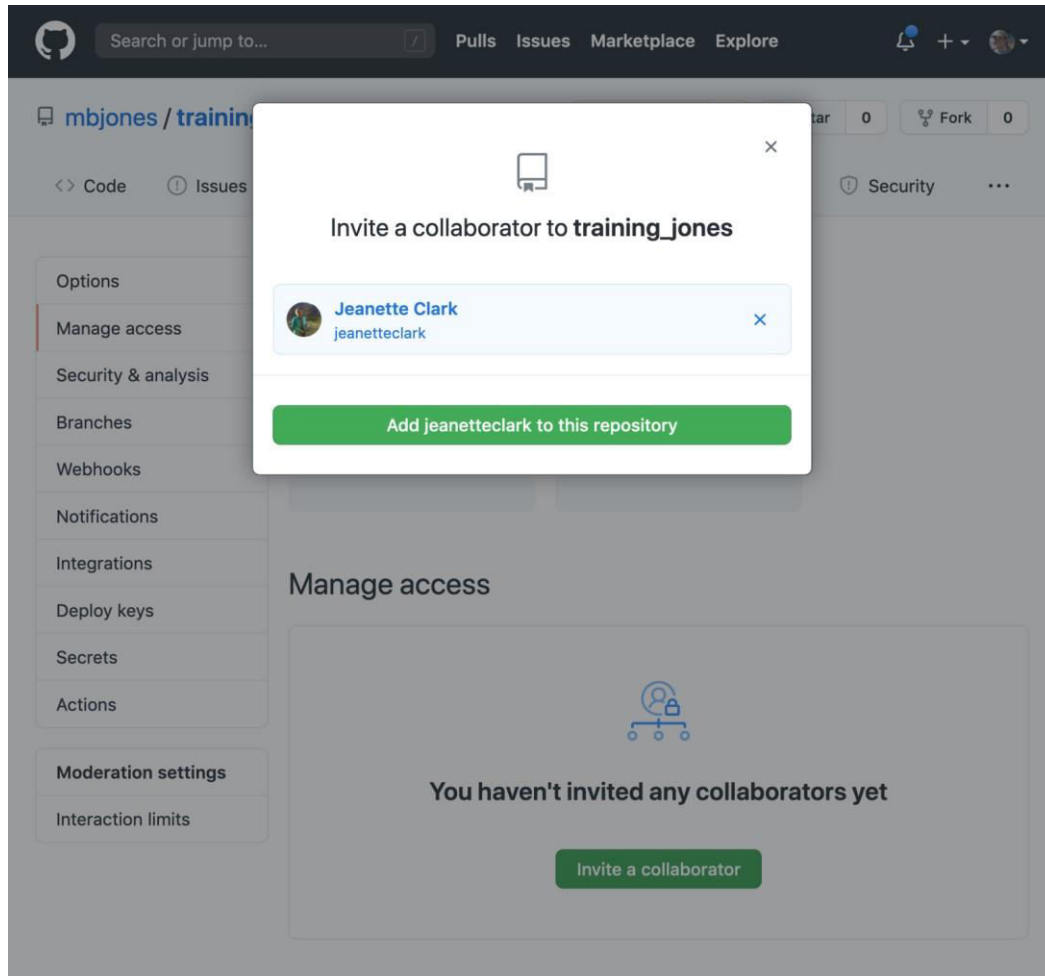 Search or jump to... /
Pulls Issues Marketplace Explore
mbjones / training
tar 0 Fork 0
<> Code Issues
Security ...
Invite a collaborator to training_jones
Jeanette Clark
jeanetteclark
Add jeanetteclark to this repository
Options
Manage access
Security & analysis
Branches
Webhooks
Notifications
Integrations
Deploy keys
Secrets
Actions
Moderation settings
Interaction limits
Manage access
You haven't invited any collaborators yet
Invite a collaborator